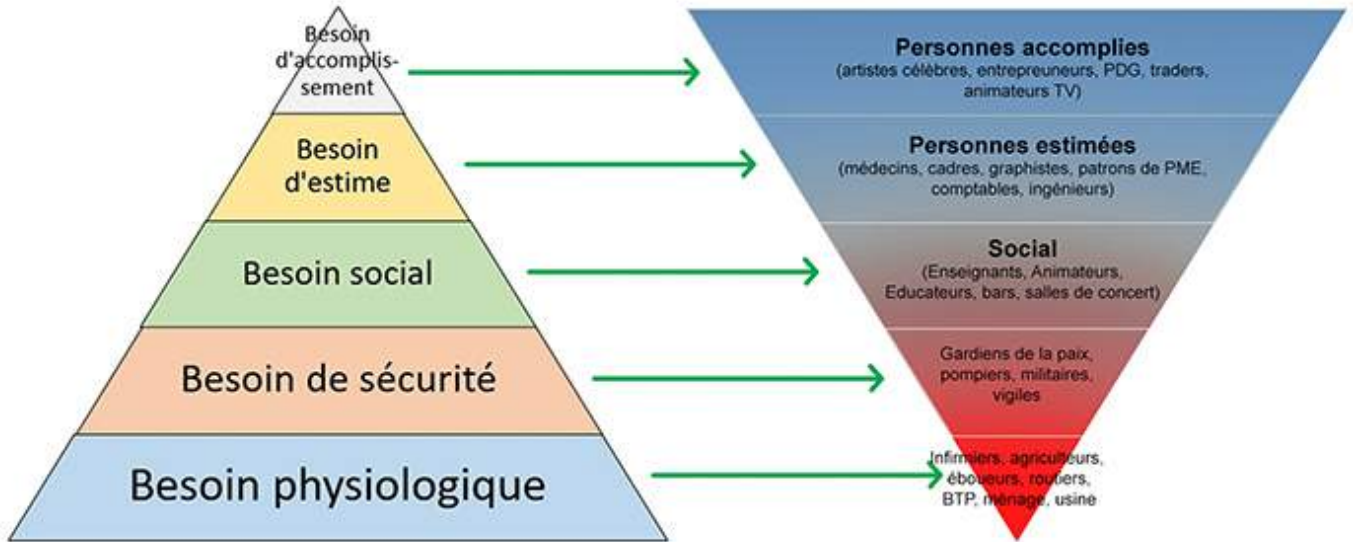 Besoin
d'accomplis-
sement
Besoin
d'estime
Besoin social
Besoin de sécurité
Besoin physiologique
Personnes accomplies
(artistes célèbres, entrepreuneurs, PDG, traders,
animateurs TV)
Personnes estimées
(médecins, cadres, graphistes, patrons de PME,
comptables, ingénieurs)
Social
(Enseignants, Animateurs,
Educateurs, bars, salles de concert)
Gardiens de la paix,
pompiers, militaires,
vigiles
Infirmiers, agriculteurs,
éboueurs, routiers,
BTP, ménage, usine